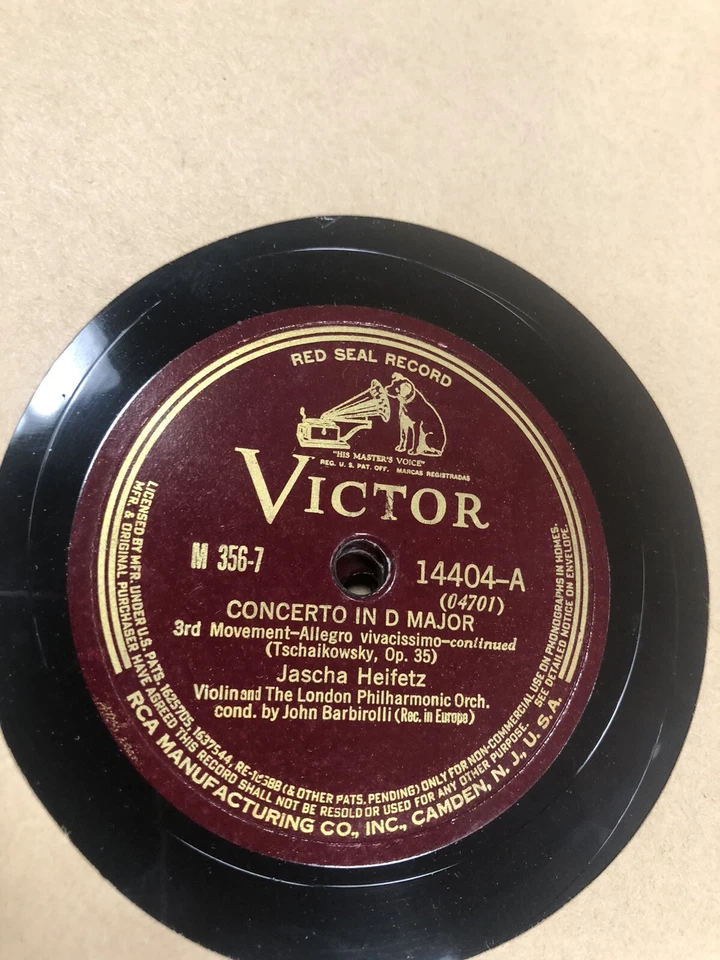 RED SEAL RECORD
"HIS MASTER'S VOICE"
REG. U. S. PAT. OFF. MARCAS REGISTRADAS
VICTOR
M 356-7
14404-A
(04701)
CONCERTO IN D MAJOR
3rd Movement-Allegro vivacissimo-continued
(Tschaikowsky, Op. 35)
Jascha Heifetz
Violin and The London Philharmonic Orch.
cond. by John Barbirolli (Rec. in Europe)
LICENSED BY MFR. UNDER U.S. PATS. 1625705, 1637544, (& OTHER PATS. PENDING) ONLY FOR NON-COMMERCIAL USE ON PHONOGRAPHS IN HOMES.
MFR. & ORIGINAL PURCHASER HAVE AGREED THIS RECORD SHALL NOT BE RESOLD OR USED FOR ANY OTHER PURPOSE. SEE DETAILED NOTICE ON ENVELOPE.
RCA MANUFACTURING CO., INC., CAMDEN, N. J., U. S. A.